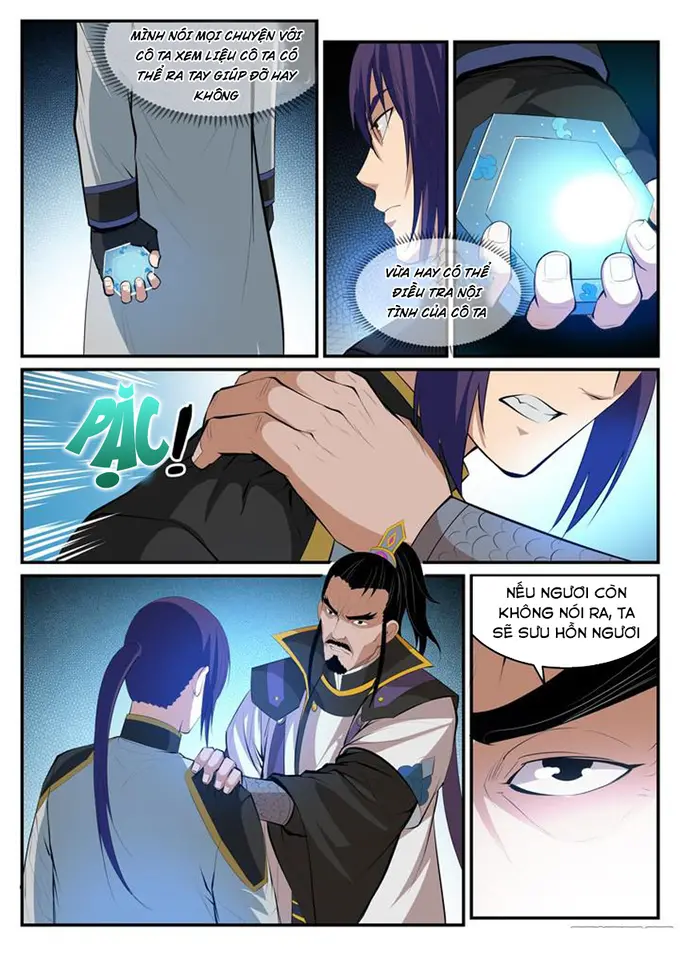 MÌNH NÓI MỌI CHUYỆN VỚI
CÔ TA XEM LIỆU CÔ TA CÓ
THỂ RA TAY GIÚP ĐỠ HAY
KHÔNG
VỪA HAY CÓ THỂ
ĐIỀU TRA NỘI
TÌNH CỦA CÔ TA
PẶC!
NẾU NGƯƠI CÒN
KHÔNG NÓI RA, TA
SẼ SƯU HỒN NGƯƠI